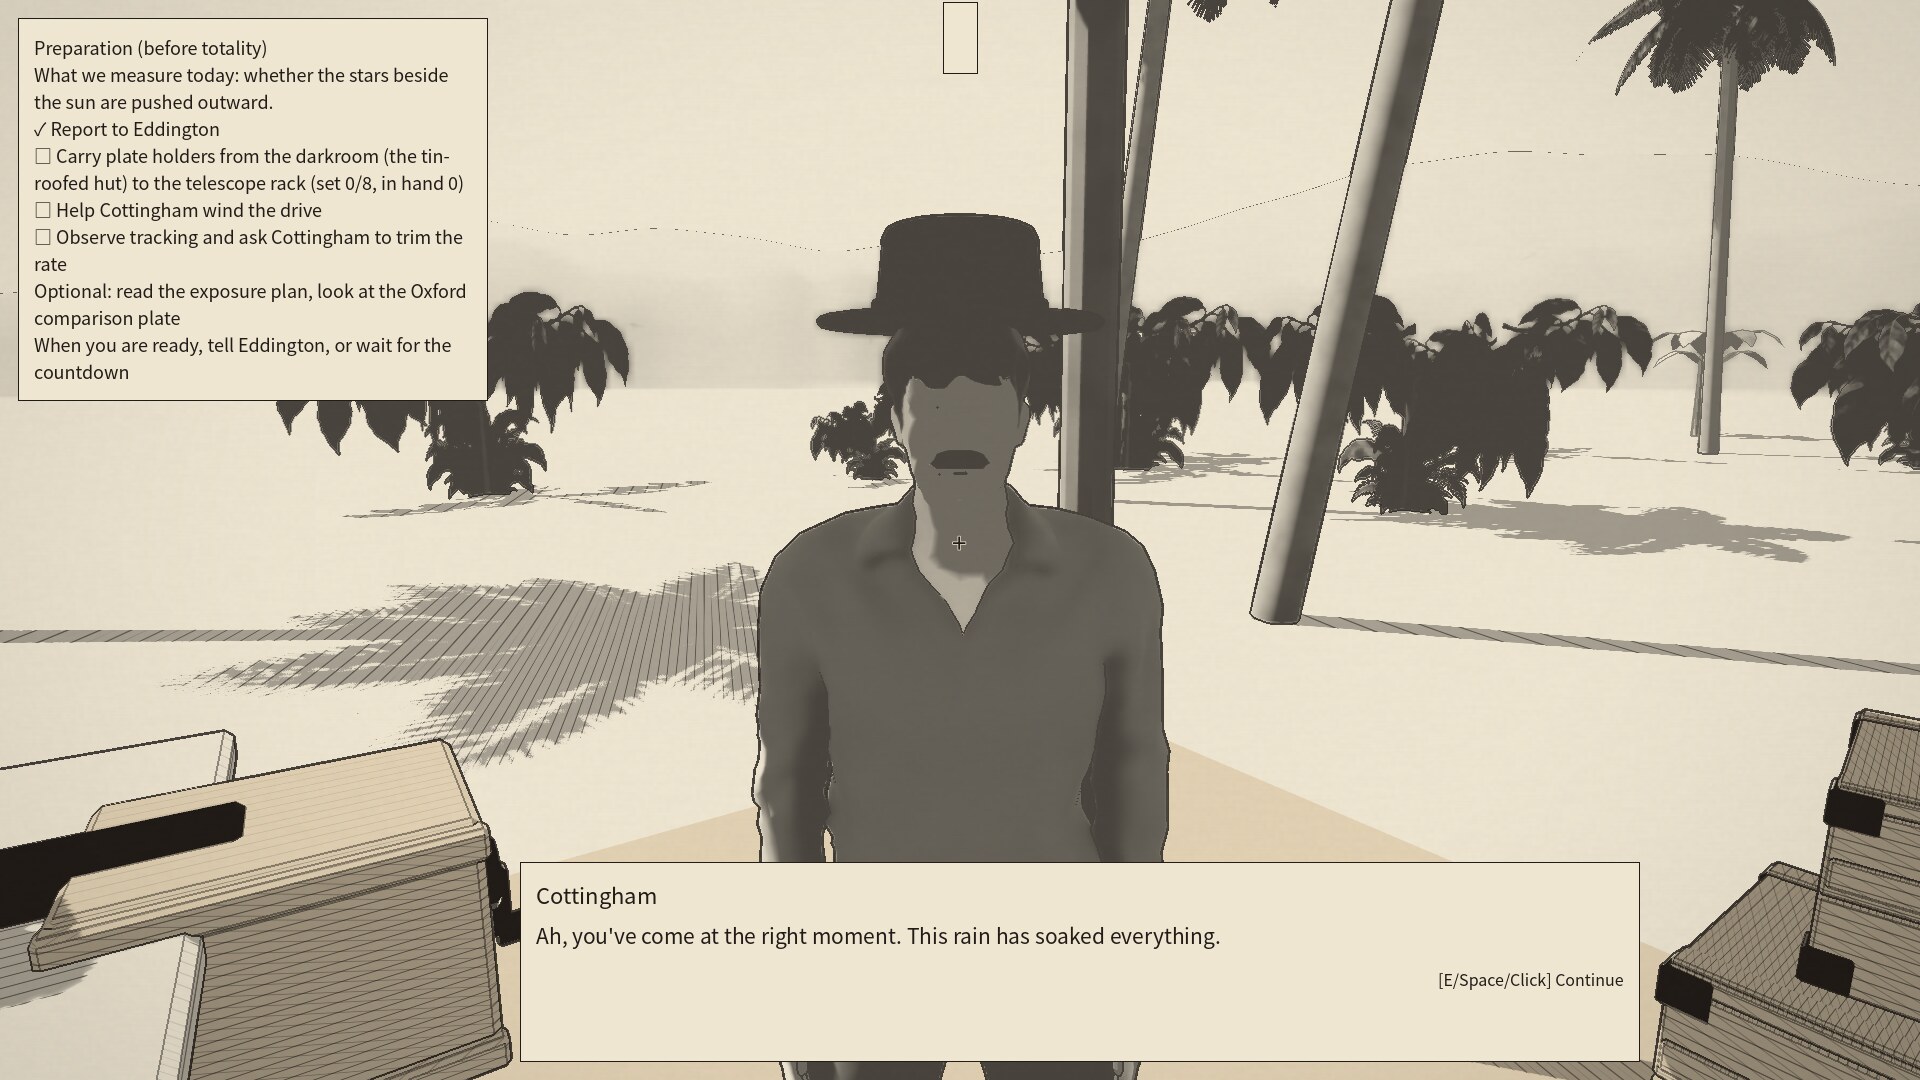 Preparation (before totality)
What we measure today: whether the stars beside
the sun are pushed outward.
✓ Report to Eddington
☐ Carry plate holders from the darkroom (the tin-
roofed hut) to the telescope rack (set 0/8, in hand 0)
☐ Help Cottingham wind the drive
☐ Observe tracking and ask Cottingham to trim the
rate
Optional: read the exposure plan, look at the Oxford
comparison plate
When you are ready, tell Eddington, or wait for the
countdown
Cottingham
Ah, you've come at the right moment. This rain has soaked everything.
[E/Space/Click] Continue